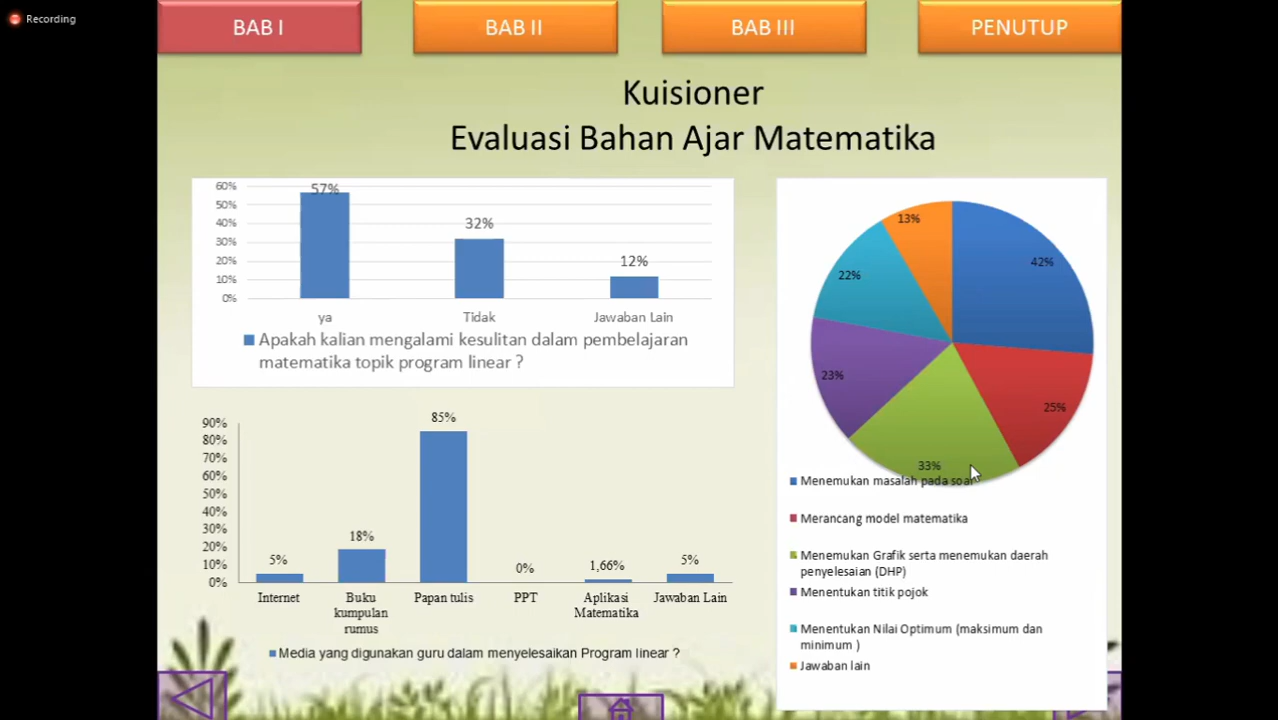 Recording
BAB I
BAB II
BAB III
PENUTUP
Kuisioner
Evaluasi Bahan Ajar Matematika
60%
50%
40%
30%
20%
10%
0%
57%
32%
12%
ya
Tidak
Jawaban Lain
Apakah kalian mengalami kesulitan dalam pembelajaran
matematika topik program linear ?
90%
80%
70%
60%
50%
40%
30%
20%
10%
0%
5%
18%
85%
0%
1,66%
5%
Internet
Buku
kumpulan
rumus
Papan tulis
PPT
Aplikasi
Matematika
Jawaban Lain
Media yang digunakan guru dalam menyelesaikan Program linear ?
13%
42%
22%
23%
25%
33%
Menemukan masalah pada soal
Merancang model matematika
Menemukan Grafik serta menemukan daerah
penyelesaian (DHP)
Menentukan titik pojok
Menentukan Nilai Optimum (maksimum dan
minimum )
Jawaban lain